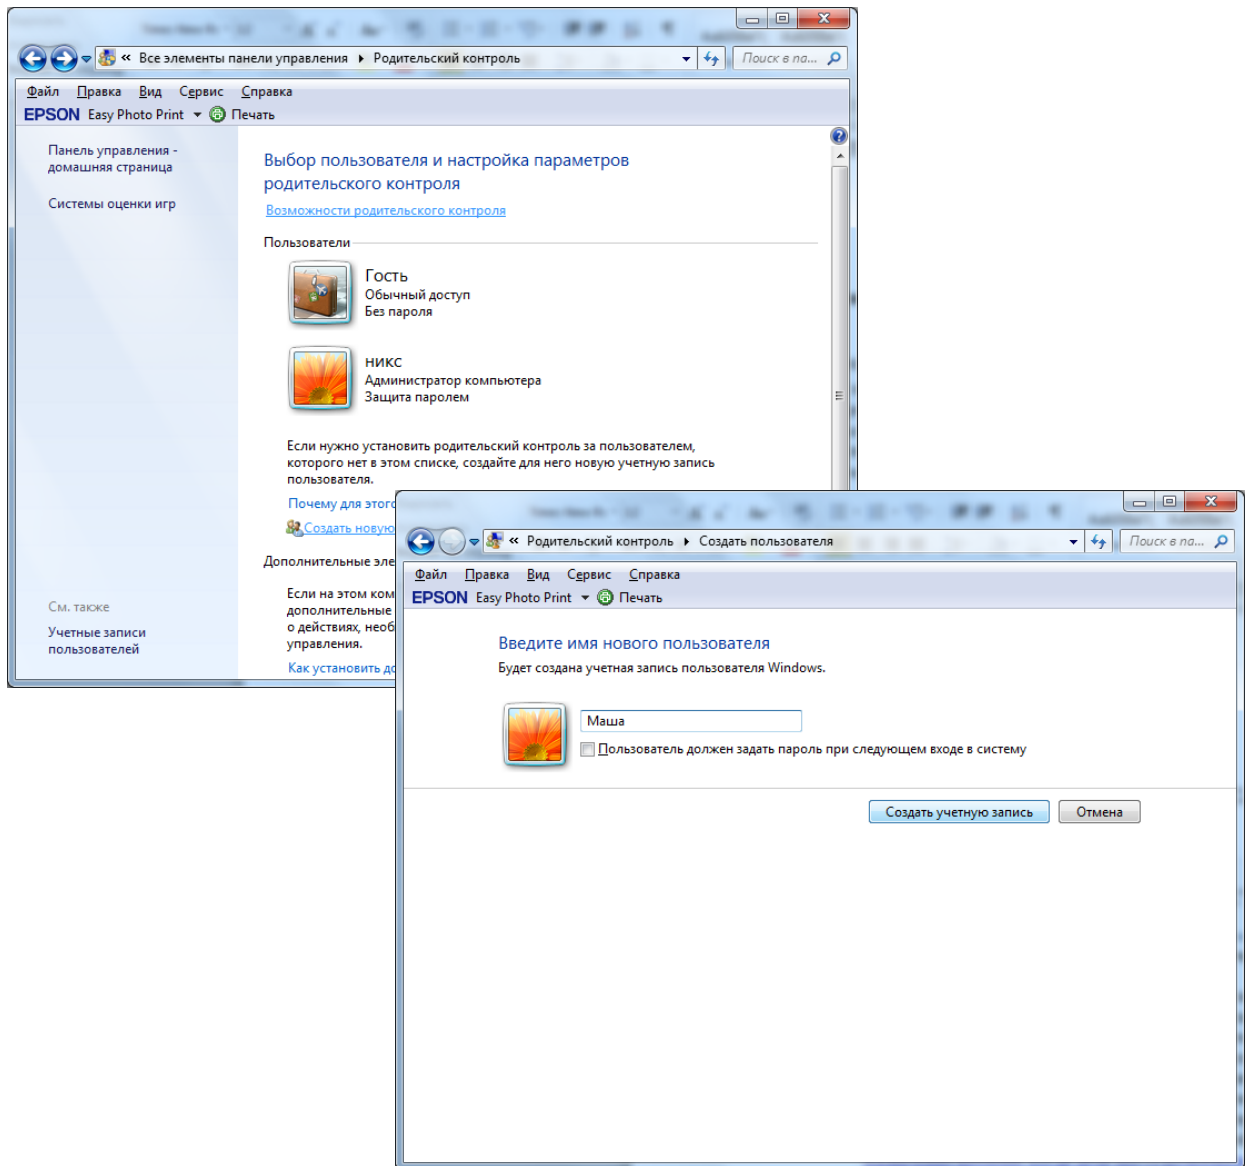 « Все элементы панели управления ▸ Родительский контроль
Поиск в па...
Файл Правка Вид Сервис Справка
EPSON Easy Photo Print Печать
Панель управления -
домашняя страница
Системы оценки игр
Выбор пользователя и настройка параметров
родительского контроля
Возможности родительского контроля
Пользователи
Гость
Обычный доступ
Без пароля
никс
Администратор компьютера
Защита паролем
Если нужно установить родительский контроль за пользователем,
которого нет в этом списке, создайте для него новую учетную запись
пользователя.
Почему для этого
Создать новую
Дополнительные эле
Если на этом ком
дополнительные
о действиях, необ
управления.
Как установить до
См. также
Учетные записи
пользователей
« Родительский контроль ▸ Создать пользователя
Поиск в па...
Файл Правка Вид Сервис Справка
EPSON Easy Photo Print Печать
Введите имя нового пользователя
Будет создана учетная запись пользователя Windows.
Маша
Пользователь должен задать пароль при следующем входе в систему
Создать учетную запись
Отмена